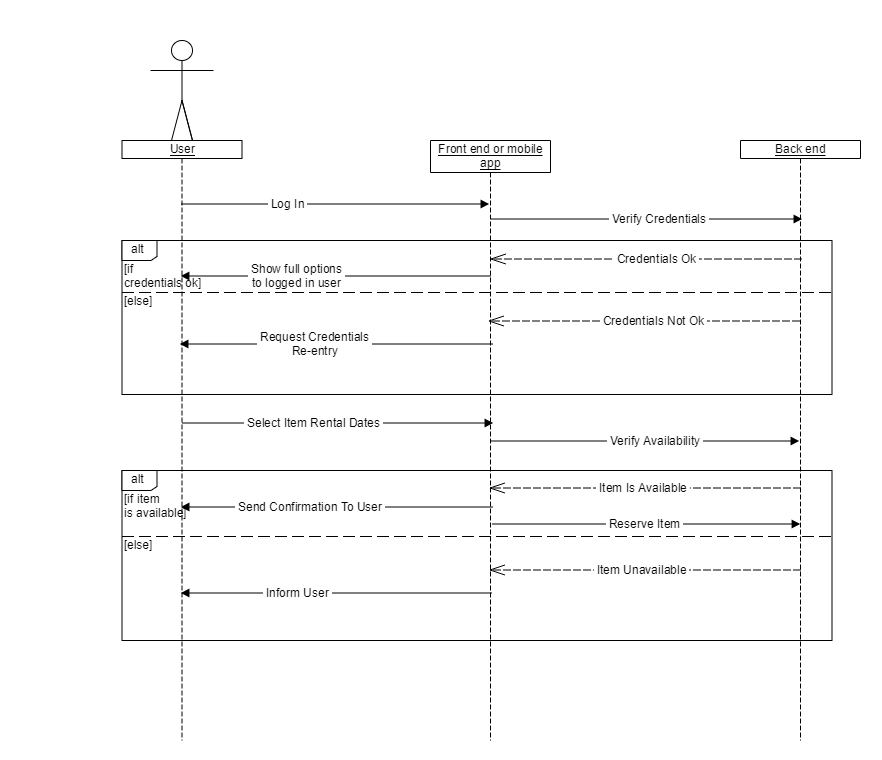 User
Front end or mobile
app
Back end
Log In
Verify Credentials
alt
[if
credentials ok]
Credentials Ok
Show full options
to logged in user
[else]
Credentials Not Ok
Request Credentials
Re-entry
Select Item Rental Dates
Verify Availability
alt
[if item
is available]
Item Is Available
Send Confirmation To User
Reserve Item
[else]
Item Unavailable
Inform User